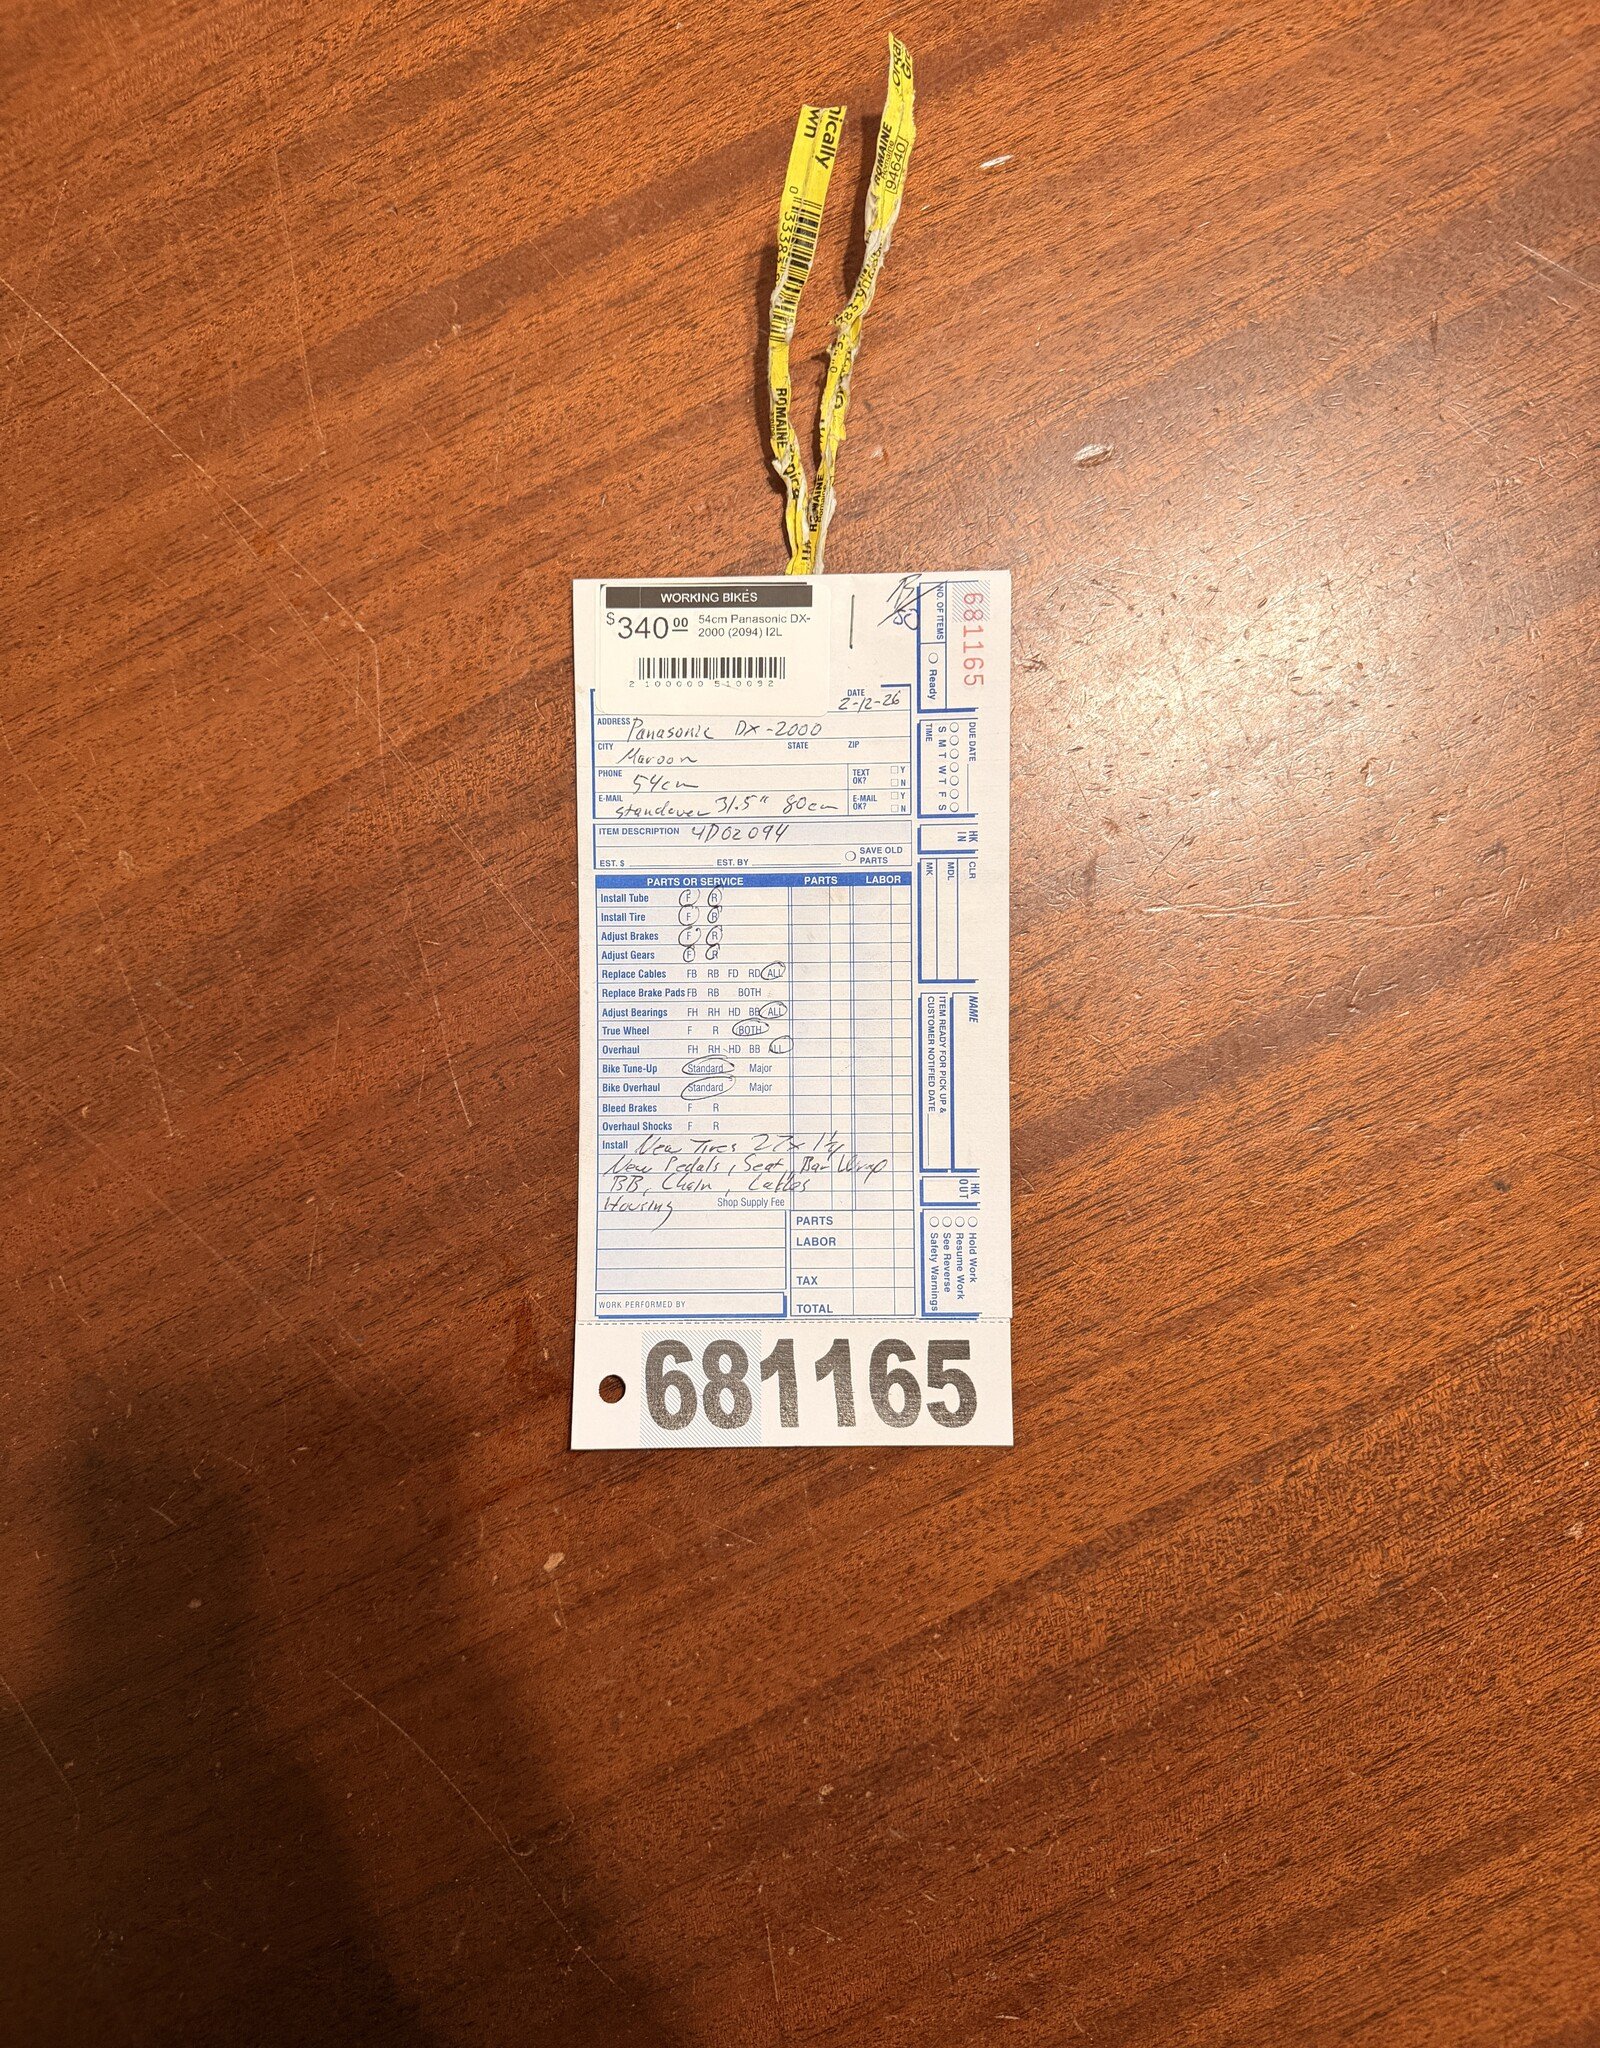 nically
wn
ROMAINE
94640
ROMAINE
WORKING BIKES
$340.00 54cm Panasonic DX-
2000 (2094) I2L
2 100000 510092
DATE
2-12-26
ADDRESS Panasonic DX-2000
CITY Maroon STATE ZIP
PHONE 54cm TEXT OK? Y N
E-MAIL standover 31.5" 80cm E-MAIL OK? Y N
ITEM DESCRIPTION 4D02094
EST. $ EST. BY SAVE OLD PARTS
PARTS OR SERVICE PARTS LABOR
Install Tube F R
Install Tire F R
Adjust Brakes F R
Adjust Gears F R
Replace Cables FB RB FD RD ALL
Replace Brake Pads FB RB BOTH
Adjust Bearings FH RH HD BB ALL
True Wheel F R BOTH
Overhaul FH RH HD BB ALL
Bike Tune-Up Standard Major
Bike Overhaul Standard Major
Bleed Brakes F R
Overhaul Shocks F R
Install New Tires 27x 1 1/4
New Pedals, Seat, Bar Wrap
BB, Chain, Cables
Housing Shop Supply Fee
PARTS
LABOR
TAX
TOTAL
WORK PERFORMED BY
681165
NO. OF ITEMS
Ready
681165
DUE DATE
S M T W T F S
TIME
HK IN
CLR
MDL
MK
NAME
ITEM READY FOR PICK UP &
CUSTOMER NOTIFIED DATE
HK OUT
Hold Work
Resume Work
See Reverse
Safety Warnings